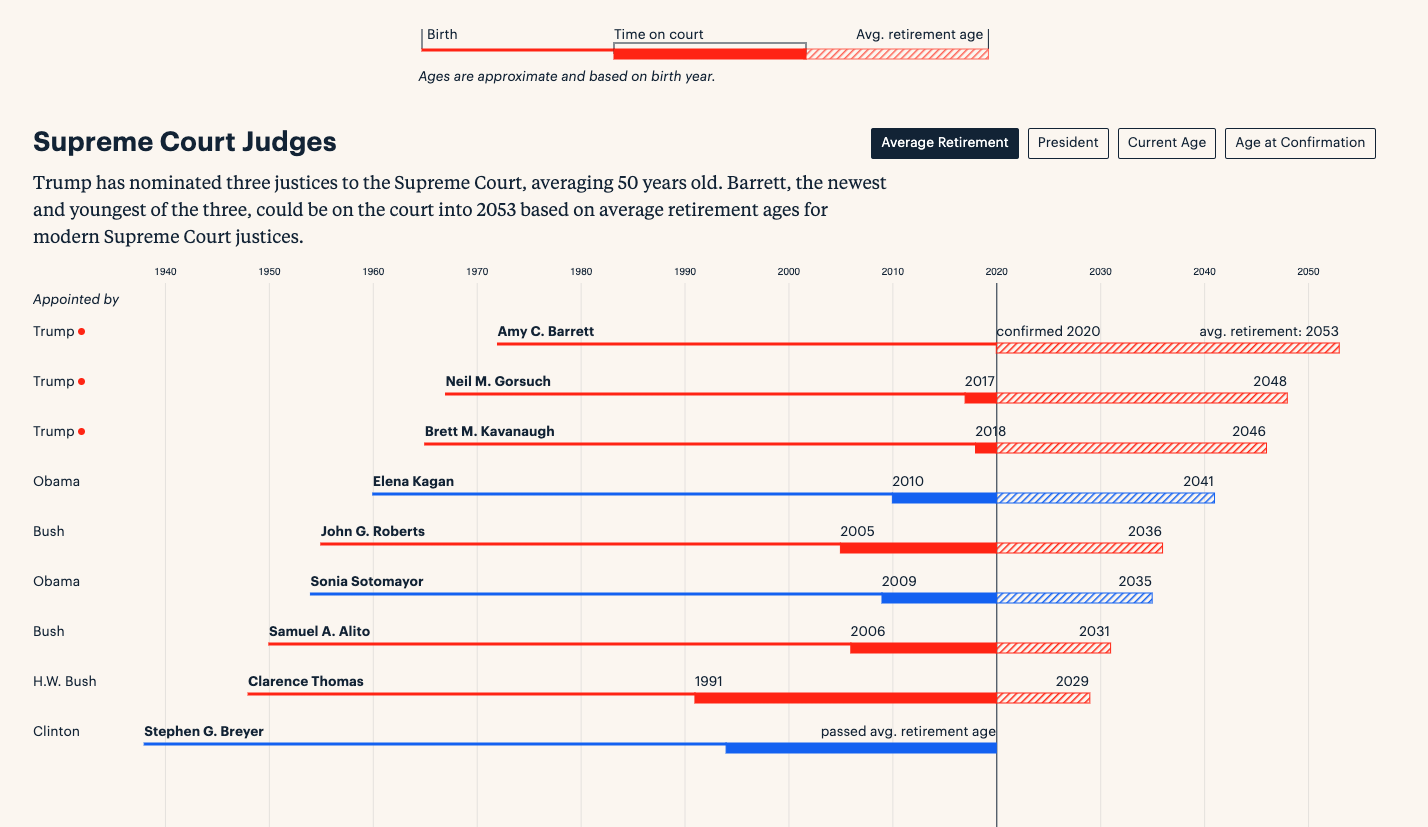 Birth Time on court Avg. retirement age
Ages are approximate and based on birth year.
Supreme Court Judges
Average Retirement President Current Age Age at Confirmation
Trump has nominated three justices to the Supreme Court, averaging 50 years old. Barrett, the newest
and youngest of the three, could be on the court into 2053 based on average retirement ages for
modern Supreme Court justices.
1940 1950 1960 1970 1980 1990 2000 2010 2020 2030 2040 2050
Appointed by
Trump Amy C. Barrett confirmed 2020 avg. retirement: 2053
Trump Neil M. Gorsuch 2017 2048
Trump Brett M. Kavanaugh 2018 2046
Obama Elena Kagan 2010 2041
Bush John G. Roberts 2005 2036
Obama Sonia Sotomayor 2009 2035
Bush Samuel A. Alito 2006 2031
H.W. Bush Clarence Thomas 1991 2029
Clinton Stephen G. Breyer passed avg. retirement age